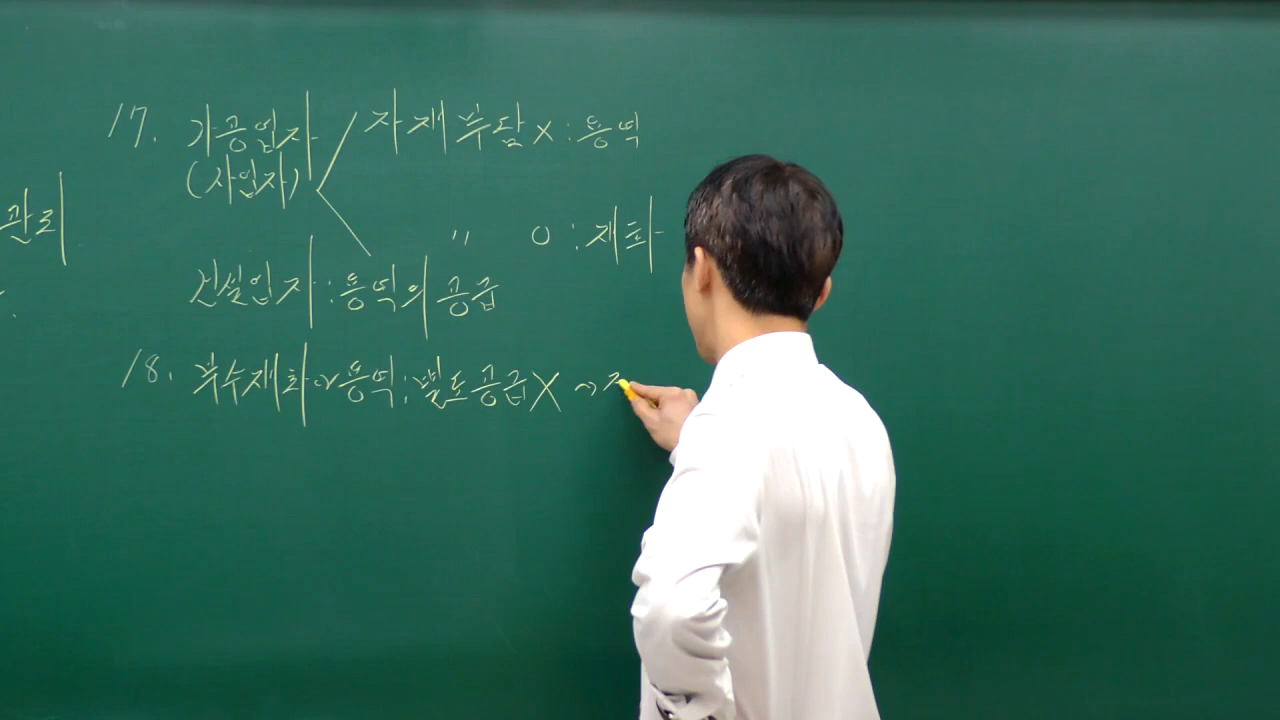 관리
17. 가공업자 자재부담 X : 용역
(사업자)
〃 O : 재화
건설업자 : 용역의 공급
18. 부수재화나 용역 : 별도공급X ~>